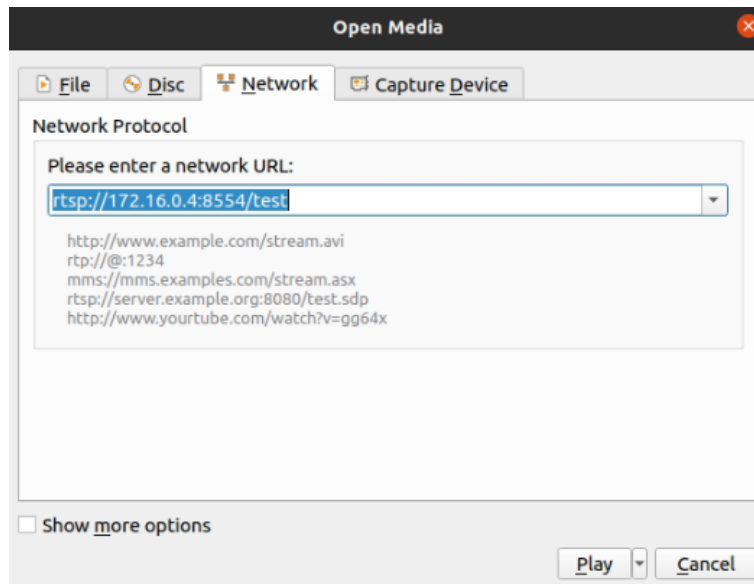 Open Media
File Disc Network Capture Device
Network Protocol
Please enter a network URL:
rtsp://172.16.0.4:8554/test
http://www.example.com/stream.avi
rtp://@:1234
mms://mms.examples.com/stream.asx
rtsp://server.example.org:8080/test.sdp
http://www.yourtube.com/watch?v=gg64x
Show more options
Play Cancel